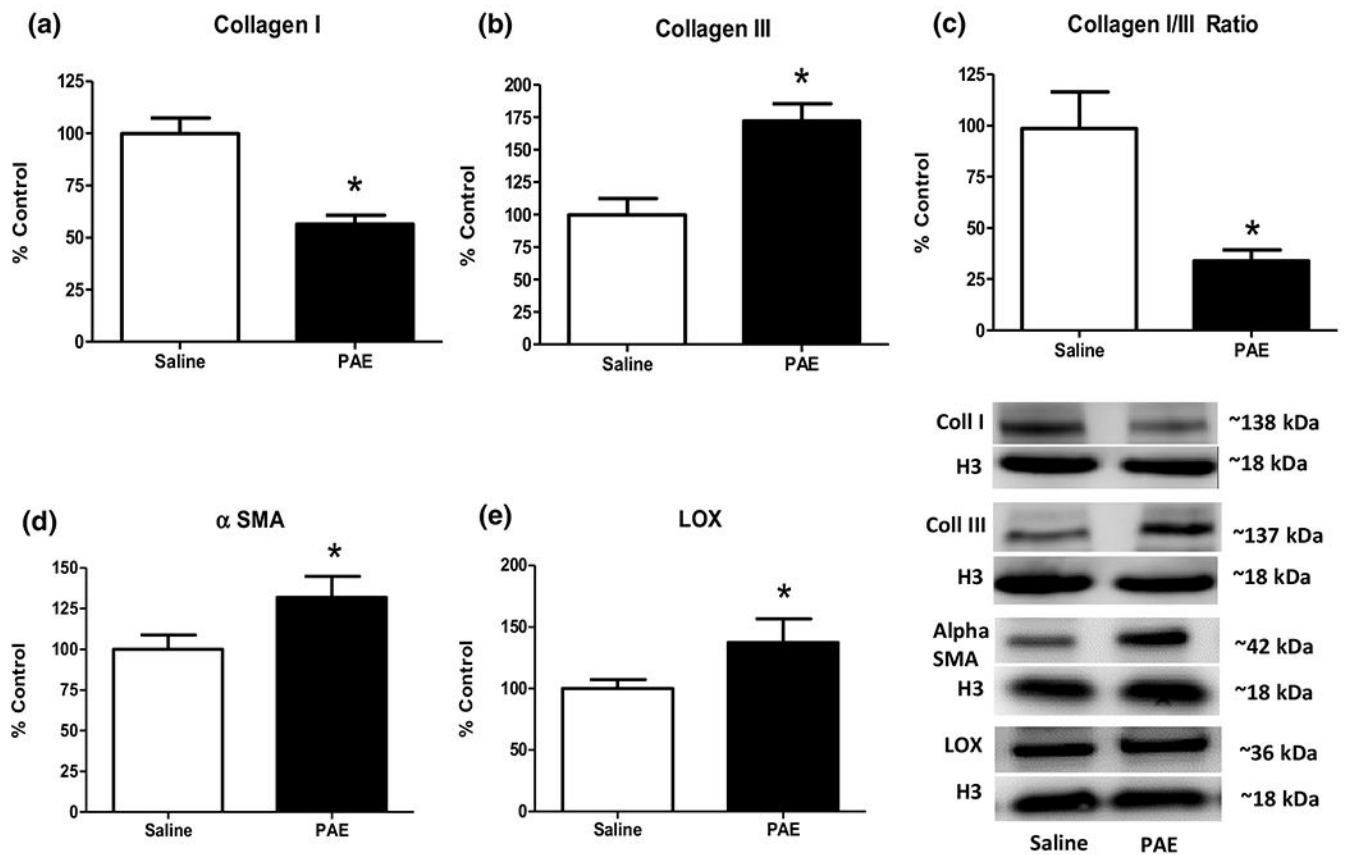 (a)
Collagen I
125
100
75
50
25
0
% Control
*
Saline
PAE
(b)
Collagen III
200
175
150
125
100
75
50
25
0
% Control
*
Saline
PAE
(c)
Collagen I/III Ratio
125
100
75
50
25
0
% Control
*
Saline
PAE
(d)
α SMA
150
125
100
75
50
25
0
% Control
*
Saline
PAE
(e)
LOX
200
150
100
50
0
% Control
*
Saline
PAE
Coll I
~138 kDa
H3
~18 kDa
Coll III
~137 kDa
H3
~18 kDa
Alpha
SMA
~42 kDa
H3
~18 kDa
LOX
~36 kDa
H3
~18 kDa
Saline
PAE